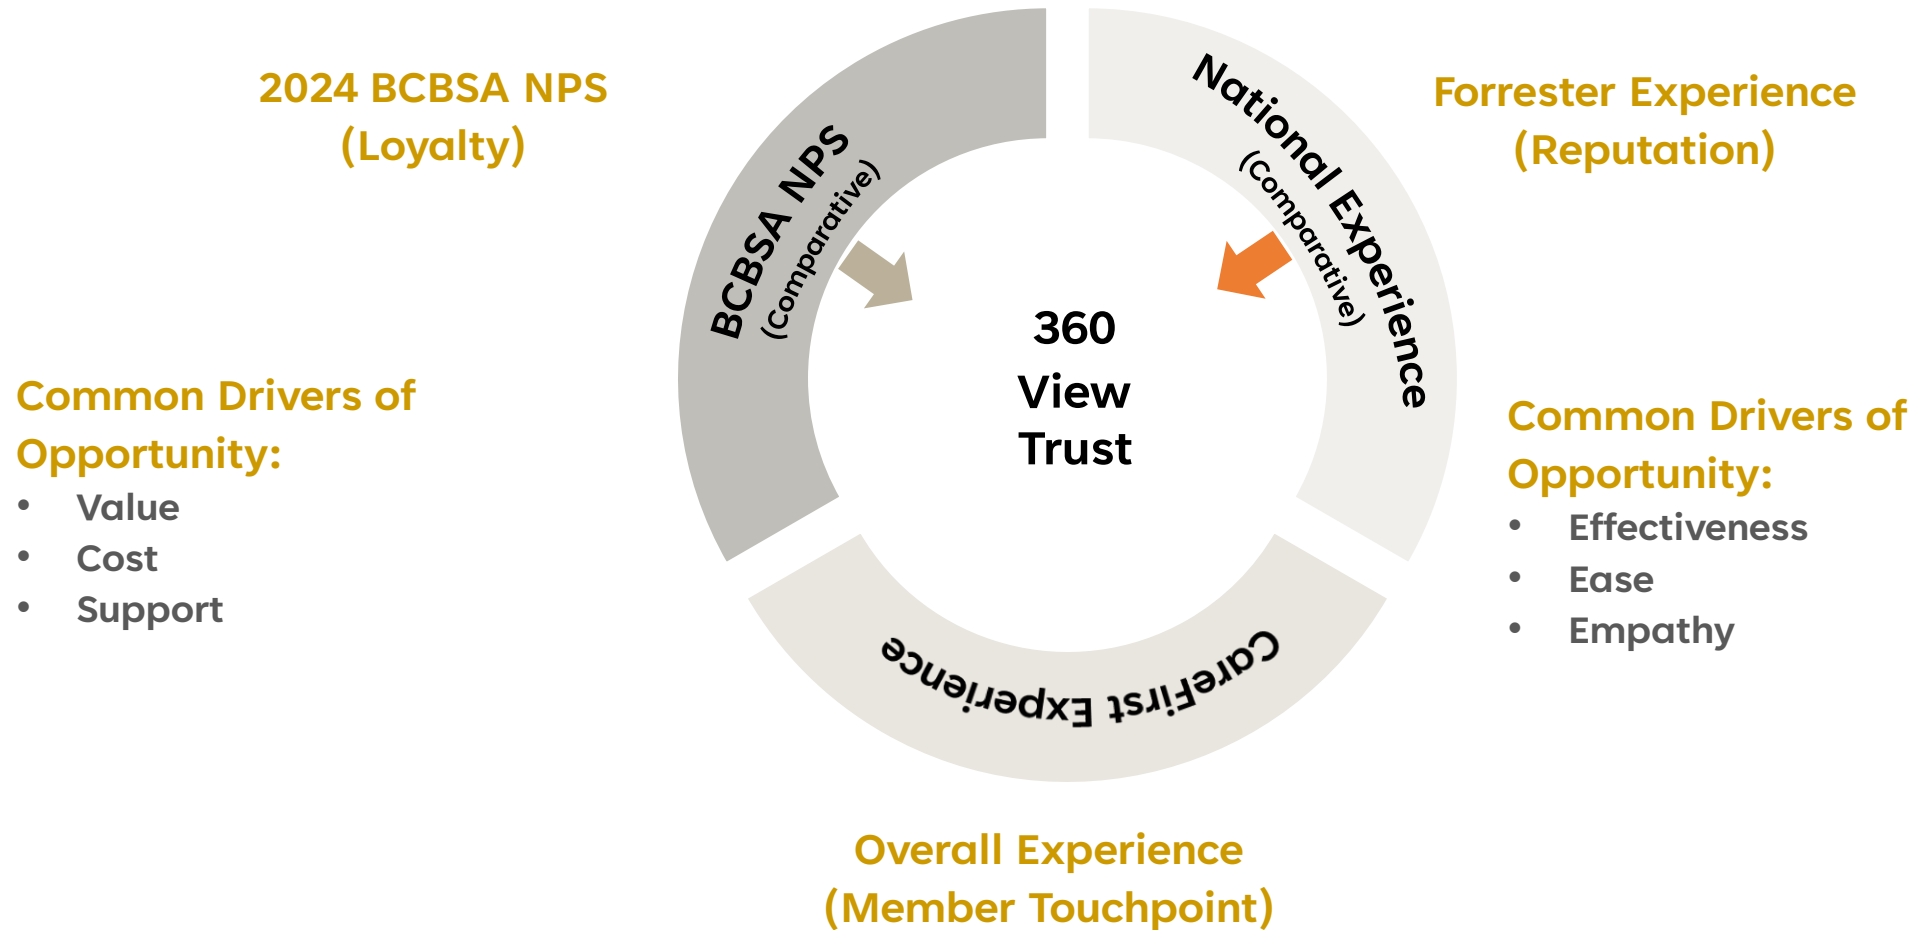 2024 BCBSA NPS
(Loyalty)
Forrester Experience
(Reputation)
BCBSA NPS
(Comparative)
National Experience
(Comparative)
360
View
Trust
Common Drivers of
Opportunity:
• Value
• Cost
• Support
Common Drivers of
Opportunity:
• Effectiveness
• Ease
• Empathy
CareFirst Experience
Overall Experience
(Member Touchpoint)